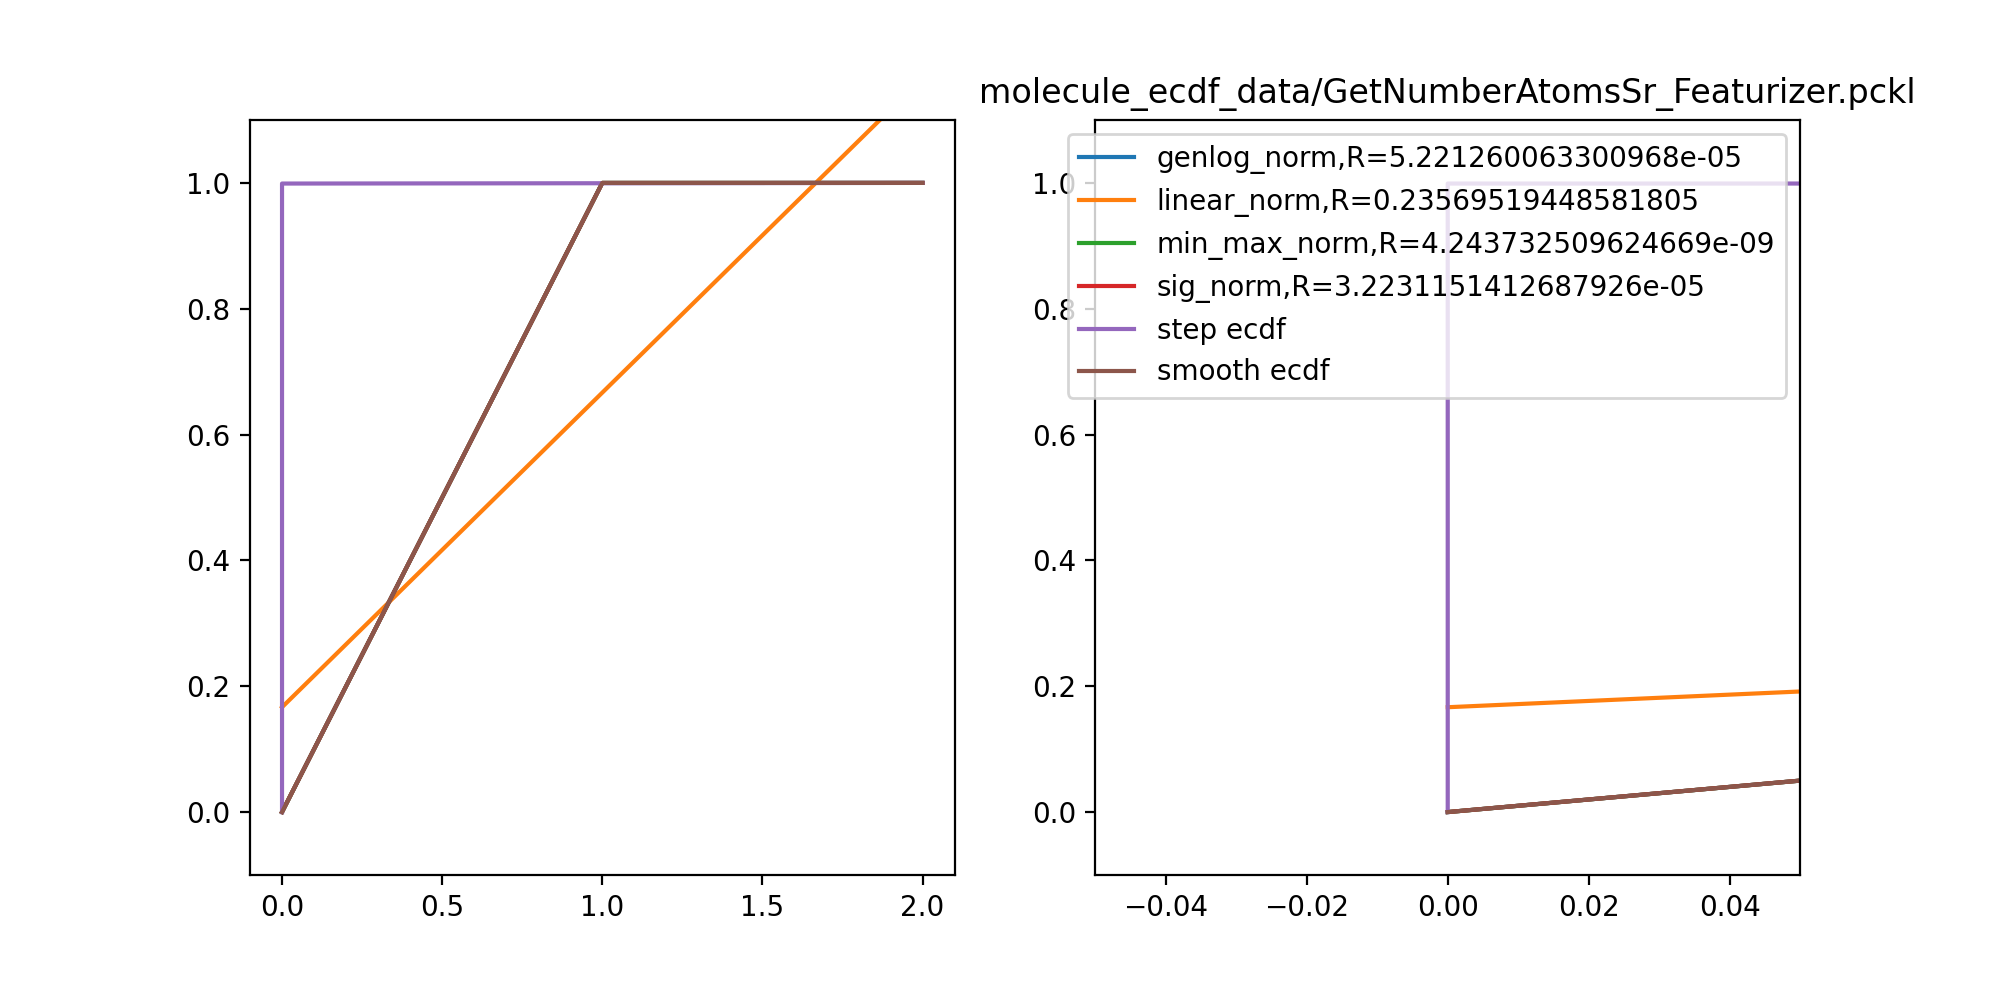 molecule_ecdf_data/GetNumberAtomsSr_Featurizer.pckl
1.0
0.8
0.6
0.4
0.2
0.0
0.0 0.5 1.0 1.5 2.0
genlog_norm,R=5.221260063300968e-05
linear_norm,R=0.23569519448581805
min_max_norm,R=4.243732509624669e-09
sig_norm,R=3.2231151412687926e-05
step ecdf
smooth ecdf
1.0
0.8
0.6
0.4
0.2
0.0
−0.04 −0.02 0.00 0.02 0.04